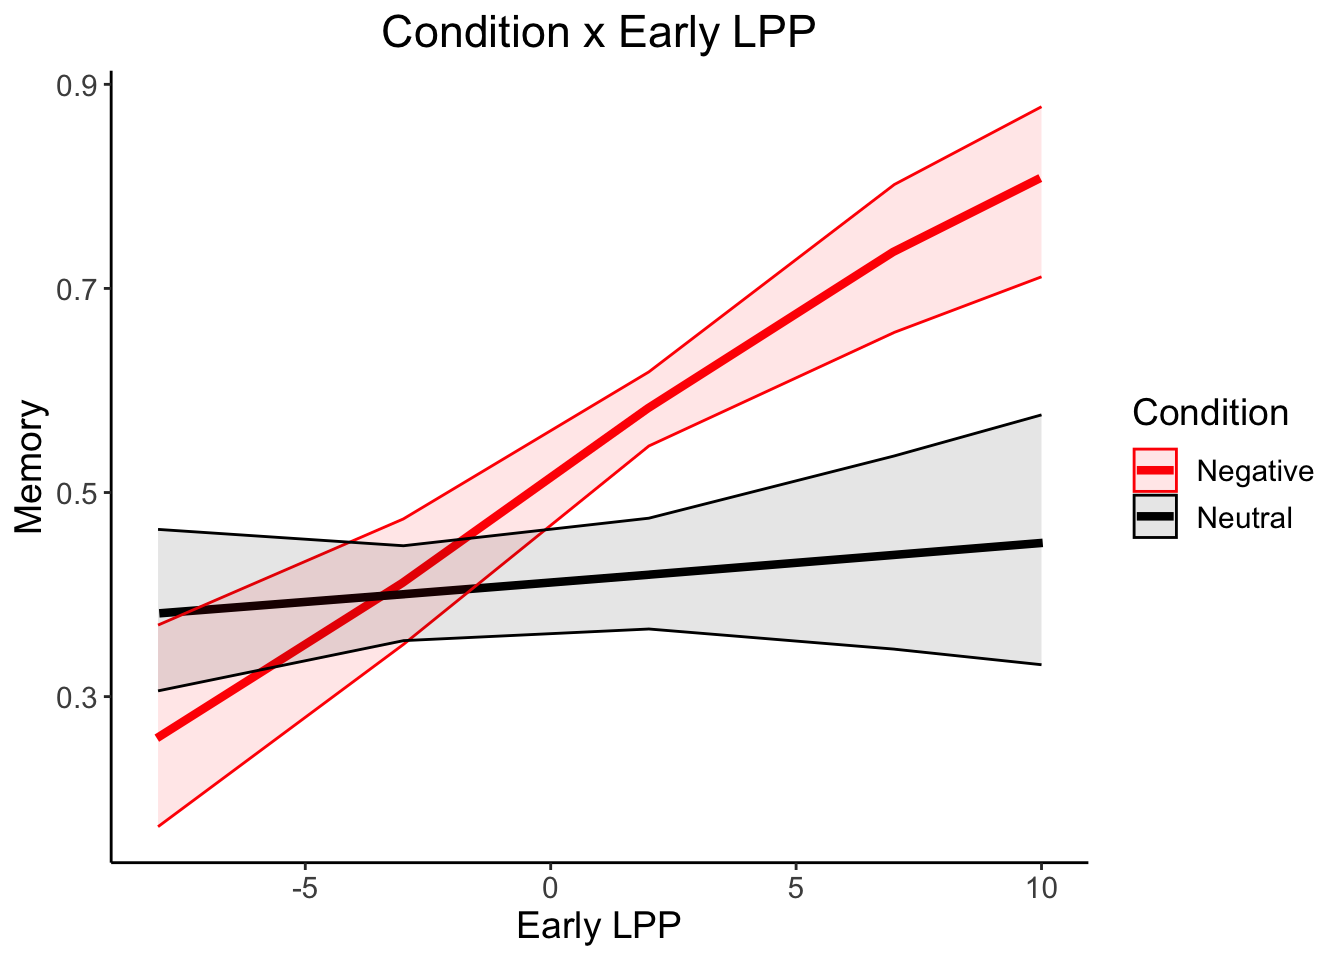 Condition x Early LPP
0.9
0.7
0.5
0.3
Memory
-5 0 5 10
Early LPP
Condition
Negative
Neutral